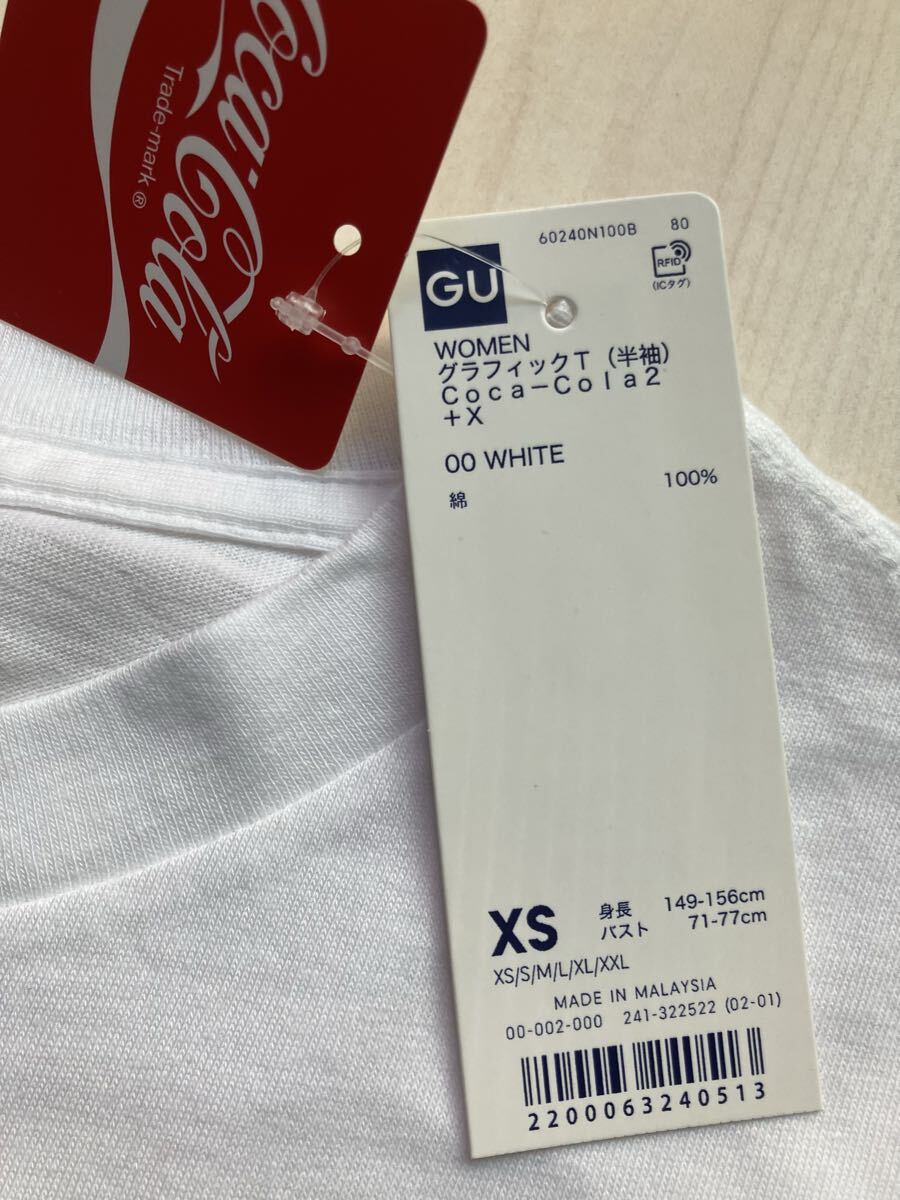 Coca-Cola
Trade-mark ®
60240N100B 80
GU
RFID
(ICタグ)
WOMEN
グラフィックT（半袖）
Coca－Cola2
＋X
00 WHITE
綿 100%
XS 身長 149-156cm
バスト 71-77cm
XS/S/M/L/XL/XXL
MADE IN MALAYSIA
00-002-000 241-322522 (02-01)
2200063240513